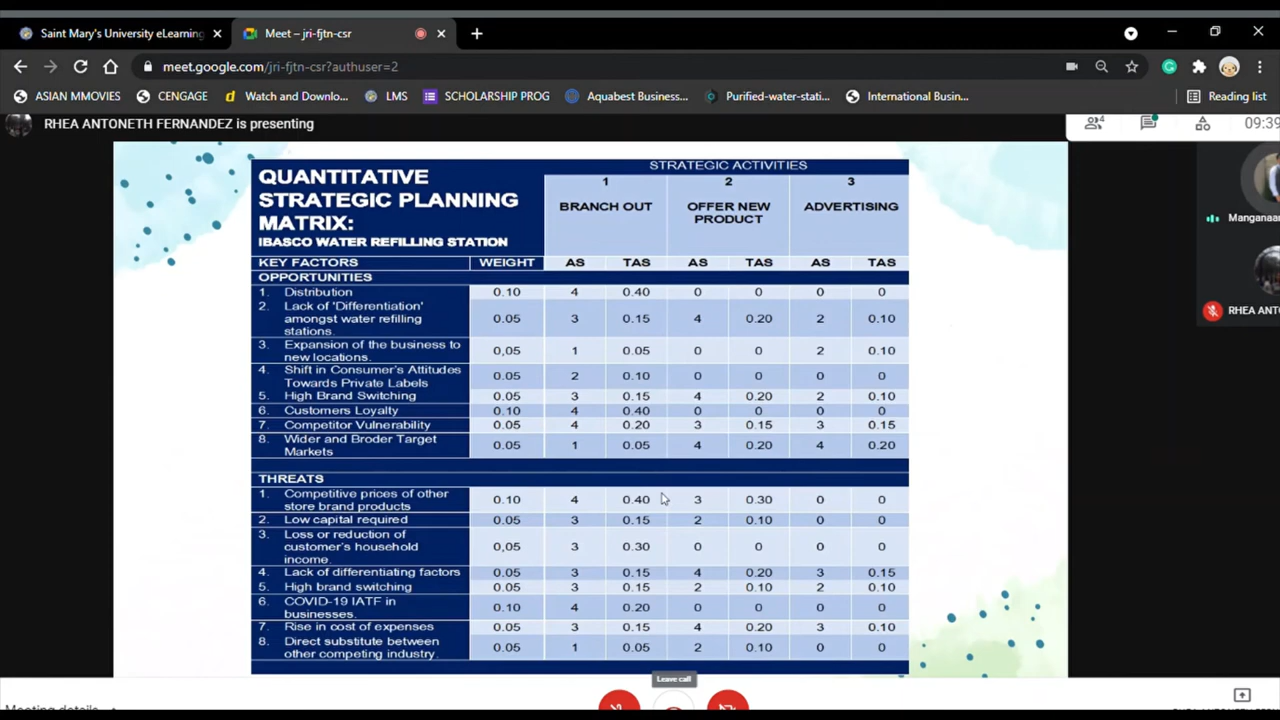 Saint Mary's University eLearning
Meet – jri-fjtn-csr
meet.google.com/jri-fjtn-csr?authuser=2
ASIAN MMOVIES CENGAGE Watch and Downlo... LMS SCHOLARSHIP PROG Aquabest Business... Purified-water-stati... International Busin... Reading list
RHEA ANTONETH FERNANDEZ is presenting
4
09:39
QUANTITATIVE
STRATEGIC PLANNING
MATRIX:
IBASCO WATER REFILLING STATION
STRATEGIC ACTIVITIES
1 2 3
BRANCH OUT OFFER NEW PRODUCT ADVERTISING
KEY FACTORS WEIGHT AS TAS AS TAS AS TAS
OPPORTUNITIES
1. Distribution 0.10 4 0.40 0 0 0 0
2. Lack of 'Differentiation'
amongst water refilling
stations. 0.05 3 0.15 4 0.20 2 0.10
3. Expansion of the business to
new locations. 0,05 1 0.05 0 0 2 0.10
4. Shift in Consumer's Attitudes
Towards Private Labels 0.05 2 0.10 0 0 0 0
5. High Brand Switching 0.05 3 0.15 4 0.20 2 0.10
6. Customers Loyalty 0.10 4 0.40 0 0 0 0
7. Competitor Vulnerability 0.05 4 0.20 3 0.15 3 0.15
8. Wider and Broder Target
Markets 0.05 1 0.05 4 0.20 4 0.20
THREATS
1. Competitive prices of other
store brand products 0.10 4 0.40 3 0.30 0 0
2. Low capital required 0.05 3 0.15 2 0.10 0 0
3. Loss or reduction of
customer's household
income. 0,05 3 0.30 0 0 0 0
4. Lack of differentiating factors 0.05 3 0.15 4 0.20 3 0.15
5. High brand switching 0.05 3 0.15 2 0.10 2 0.10
6. COVID-19 IATF in
businesses. 0.10 4 0.20 0 0 0 0
7. Rise in cost of expenses 0.05 3 0.15 4 0.20 3 0.10
8. Direct substitute between
other competing industry. 0.05 1 0.05 2 0.10 0 0
Manganaan
RHEA ANTO
Leave call
Meeting details